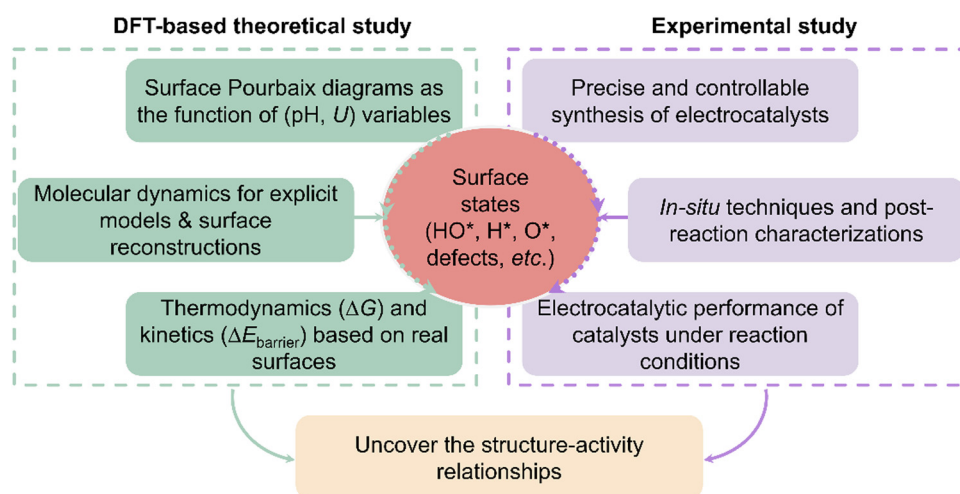 DFT-based theoretical study
Surface Pourbaix diagrams as
the function of (pH, U) variables
Molecular dynamics for explicit
models & surface
reconstructions
Thermodynamics (ΔG) and
kinetics (ΔEbarrier) based on real
surfaces
Surface
states
(HO*, H*, O*,
defects, etc.)
Experimental study
Precise and controllable
synthesis of electrocatalysts
In-situ techniques and post-
reaction characterizations
Electrocatalytic performance of
catalysts under reaction
conditions
Uncover the structure-activity
relationships